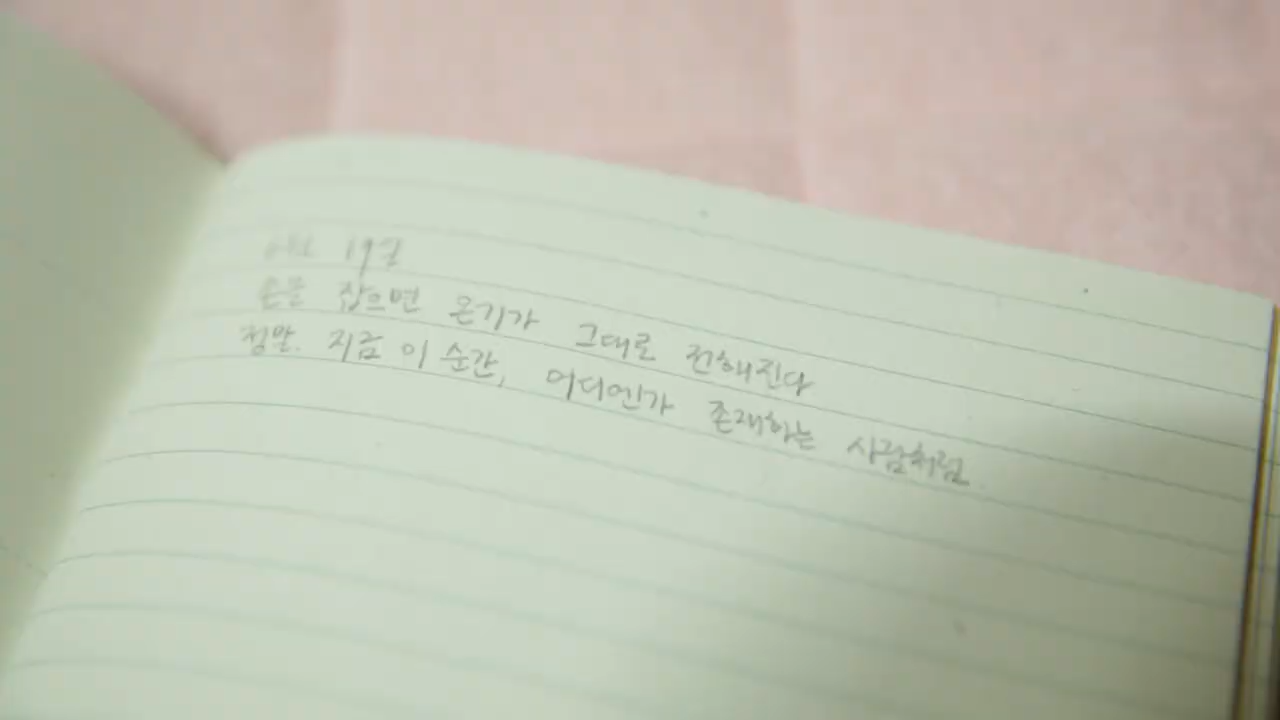 19일
손을 잡으면 온기가 그대로 전해진다
정말. 지금 이 순간, 어디엔가 존재하는 사람처럼.